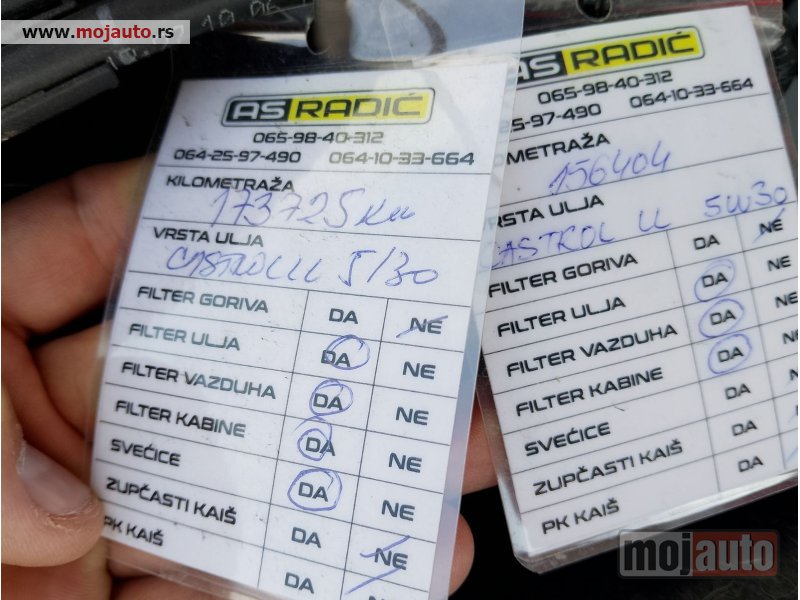 www.mojauto.rs
AS RADIĆ
065-98-40-312
064-25-97-490 064-10-33-664
KILOMETRAŽA
173725 km
VRSTA ULJA
CASTROL LL 5/30
FILTER GORIVA DA NE
FILTER ULJA DA NE
FILTER VAZDUHA DA NE
FILTER KABINE DA NE
SVEĆICE DA NE
ZUPČASTI KAIŠ DA NE
PK KAIŠ DA NE
AS RADIĆ
065-98-40-312
5-97-490 064-10-33-664
OMETRAŽA
156404
RSTA ULJA
CASTROL LL 5W30
FILTER GORIVA DA NE
FILTER ULJA DA NE
FILTER VAZDUHA DA NE
FILTER KABINE DA NE
SVEĆICE DA
ZUPČASTI KAIŠ DA
PK KAIŠ DA
mojauto